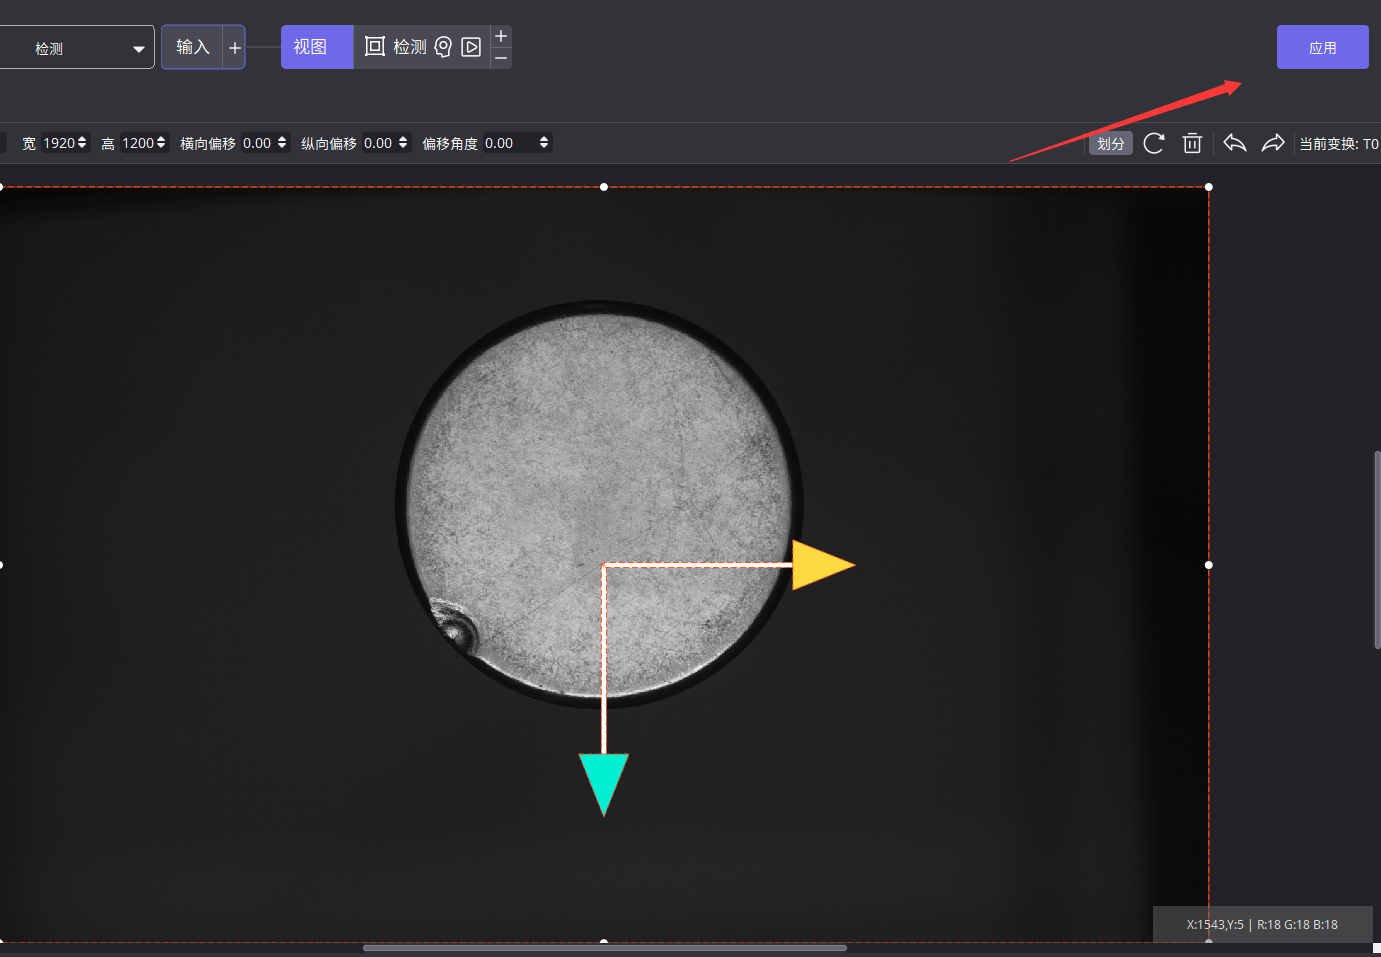 检测 输入 + 视图 检测 + − 应用
宽 1920 高 1200 横向偏移 0.00 纵向偏移 0.00 偏移角度 0.00 划分 当前变换: T0
X:1543,Y:5 | R:18 G:18 B:18